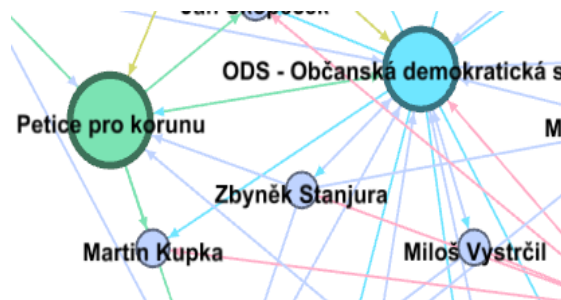 ODS - Občanská demokratická s
Petice pro korunu
M
Zbyněk Stanjura
Martin Kupka
Miloš Vystrčil